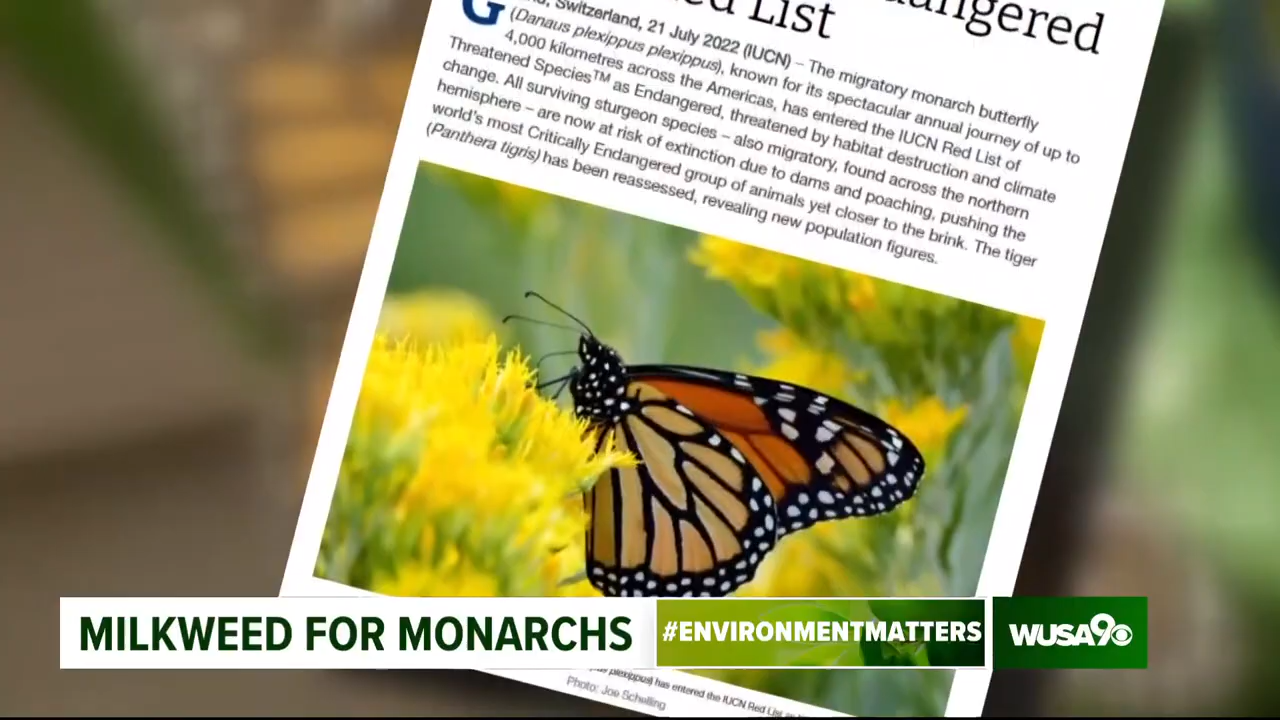 dangered
ed List
G nd, Switzerland, 21 July 2022 (IUCN) – The migratory monarch butterfly
(Danaus plexippus plexippus), known for its spectacular annual journey of up to
4,000 kilometres across the Americas, has entered the IUCN Red List of
Threatened Species™ as Endangered, threatened by habitat destruction and climate
change. All surviving sturgeon species – also migratory, found across the northern
hemisphere – are now at risk of extinction due to dams and poaching, pushing the
world's most Critically Endangered group of animals yet closer to the brink. The tiger
(Panthera tigris) has been reassessed, revealing new population figures.
MILKWEED FOR MONARCHS
#ENVIRONMENTMATTERS
WUSA9
plexippus) has entered the IUCN Red List as
Photo: Joe Schelling